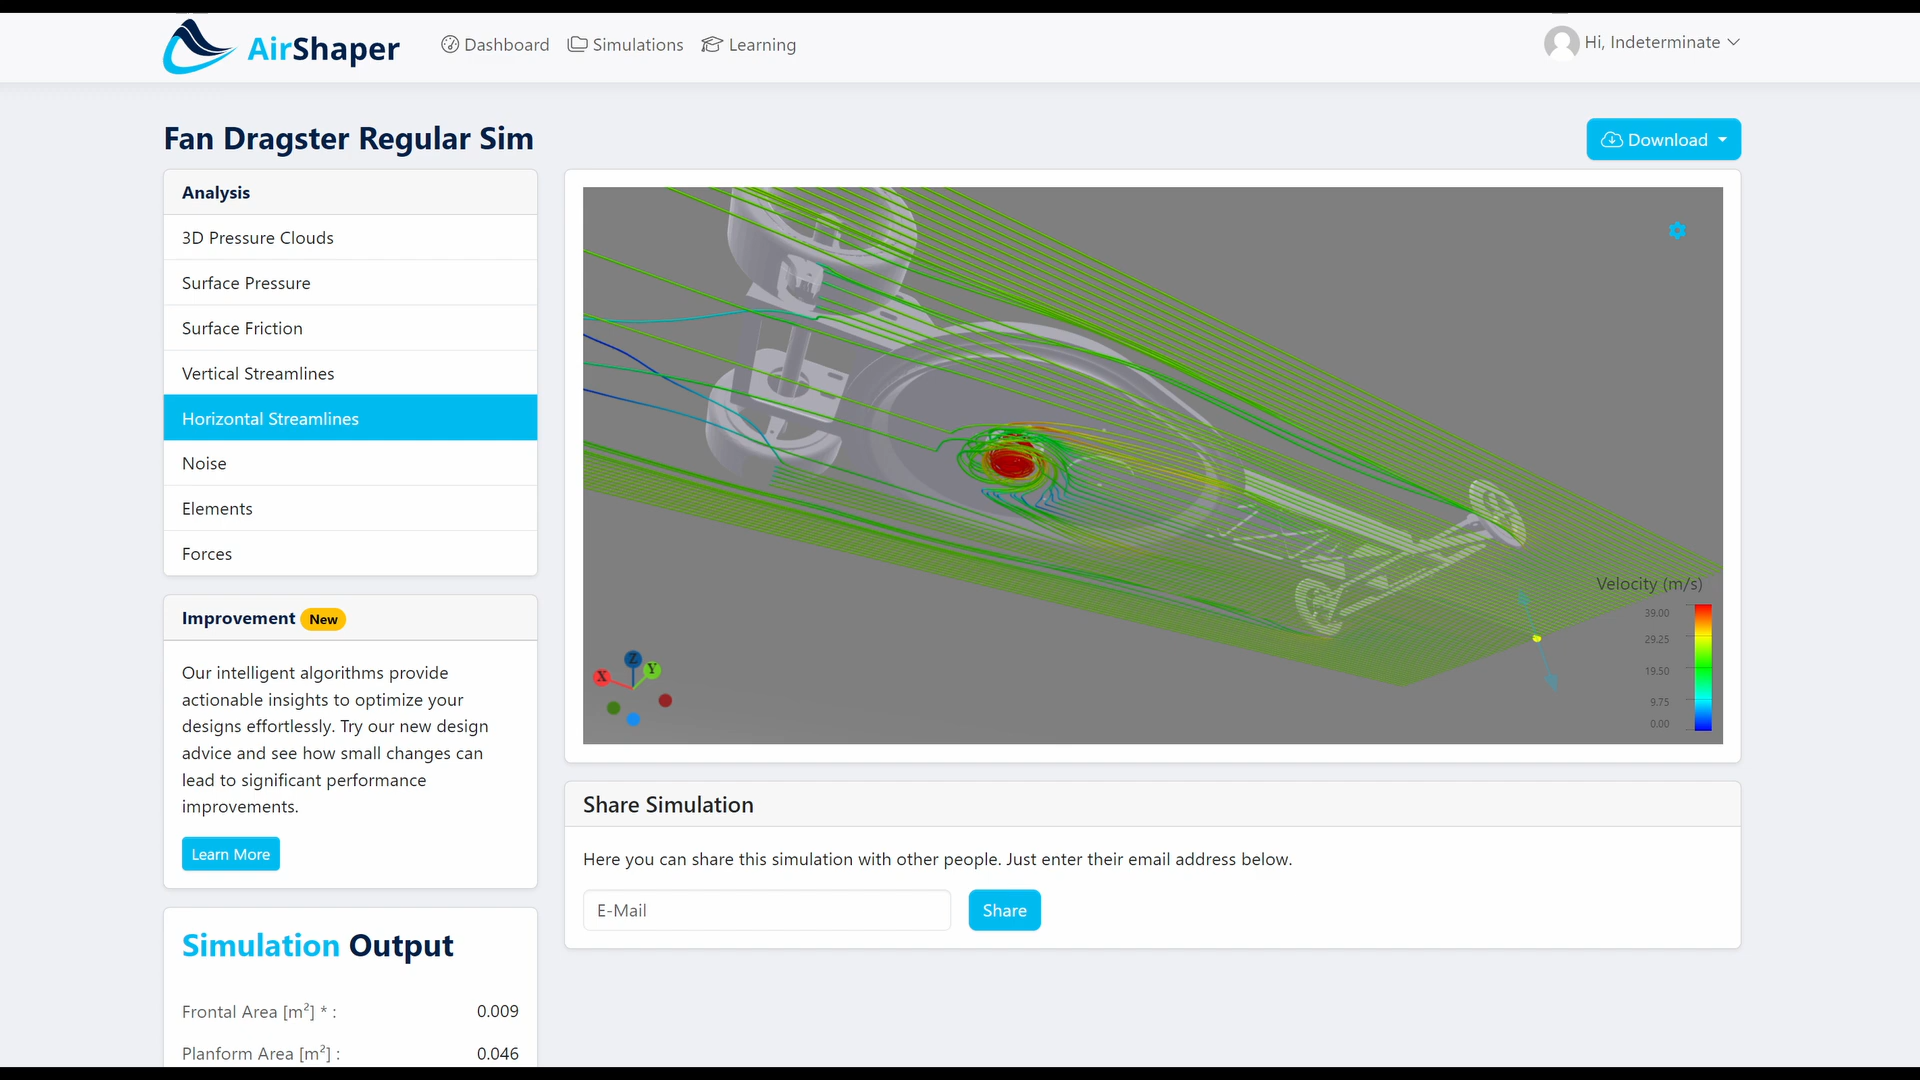 AirShaper
Dashboard
Simulations
Learning
Hi, Indeterminate
Fan Dragster Regular Sim
Download
Analysis
3D Pressure Clouds
Surface Pressure
Surface Friction
Vertical Streamlines
Horizontal Streamlines
Noise
Elements
Forces
Velocity (m/s)
39.00
29.25
19.50
9.75
0.00
X
Z
Y
Improvement New
Our intelligent algorithms provide
actionable insights to optimize your
designs effortlessly. Try our new design
advice and see how small changes can
lead to significant performance
improvements.
Learn More
Share Simulation
Here you can share this simulation with other people. Just enter their email address below.
E-Mail
Share
Simulation Output
Frontal Area [m²] * : 0.009
Planform Area [m²] : 0.046